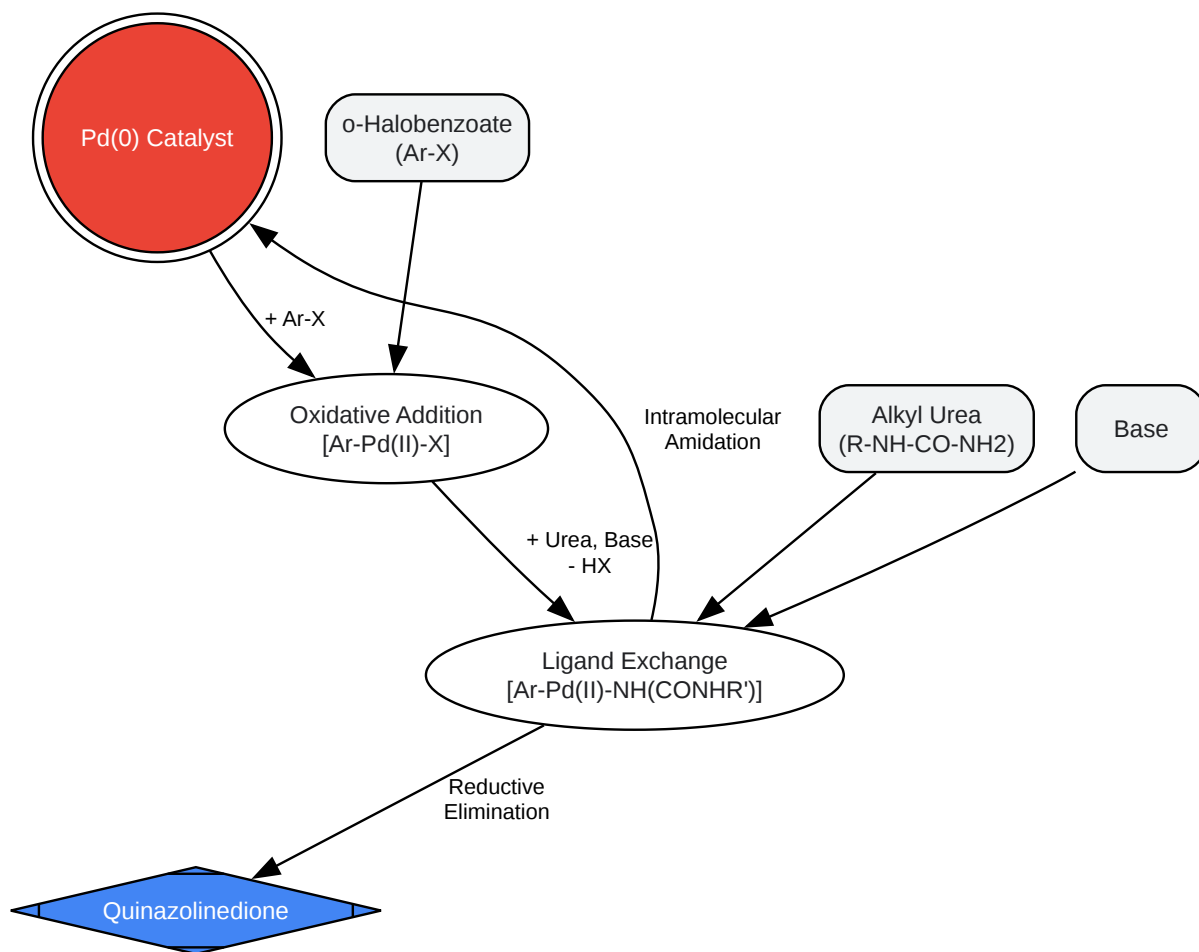 Pd(0) Catalyst
o-Halobenzoate
(Ar-X)
+ Ar-X
Oxidative Addition
[Ar-Pd(II)-X]
Intramolecular
Amidation
Alkyl Urea
(R-NH-CO-NH2)
Base
+ Urea, Base
- HX
Ligand Exchange
[Ar-Pd(II)-NH(CONHR')]
Reductive
Elimination
Quinazolinedione